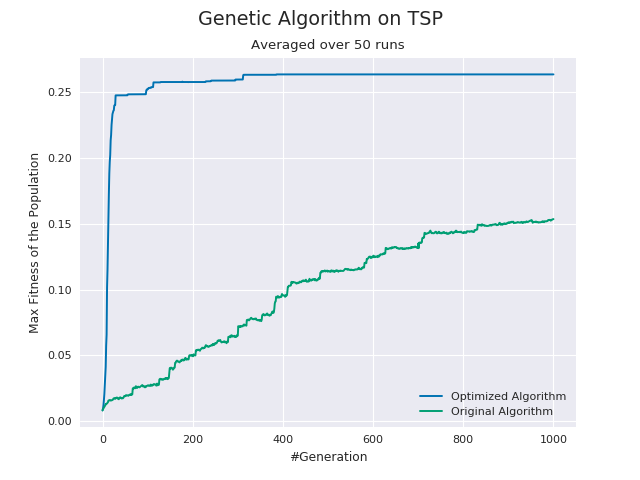 Genetic Algorithm on TSP
Averaged over 50 runs
Max Fitness of the Population
0.25
0.20
0.15
0.10
0.05
0.00
0 200 400 600 800 1000
#Generation
Optimized Algorithm
Original Algorithm